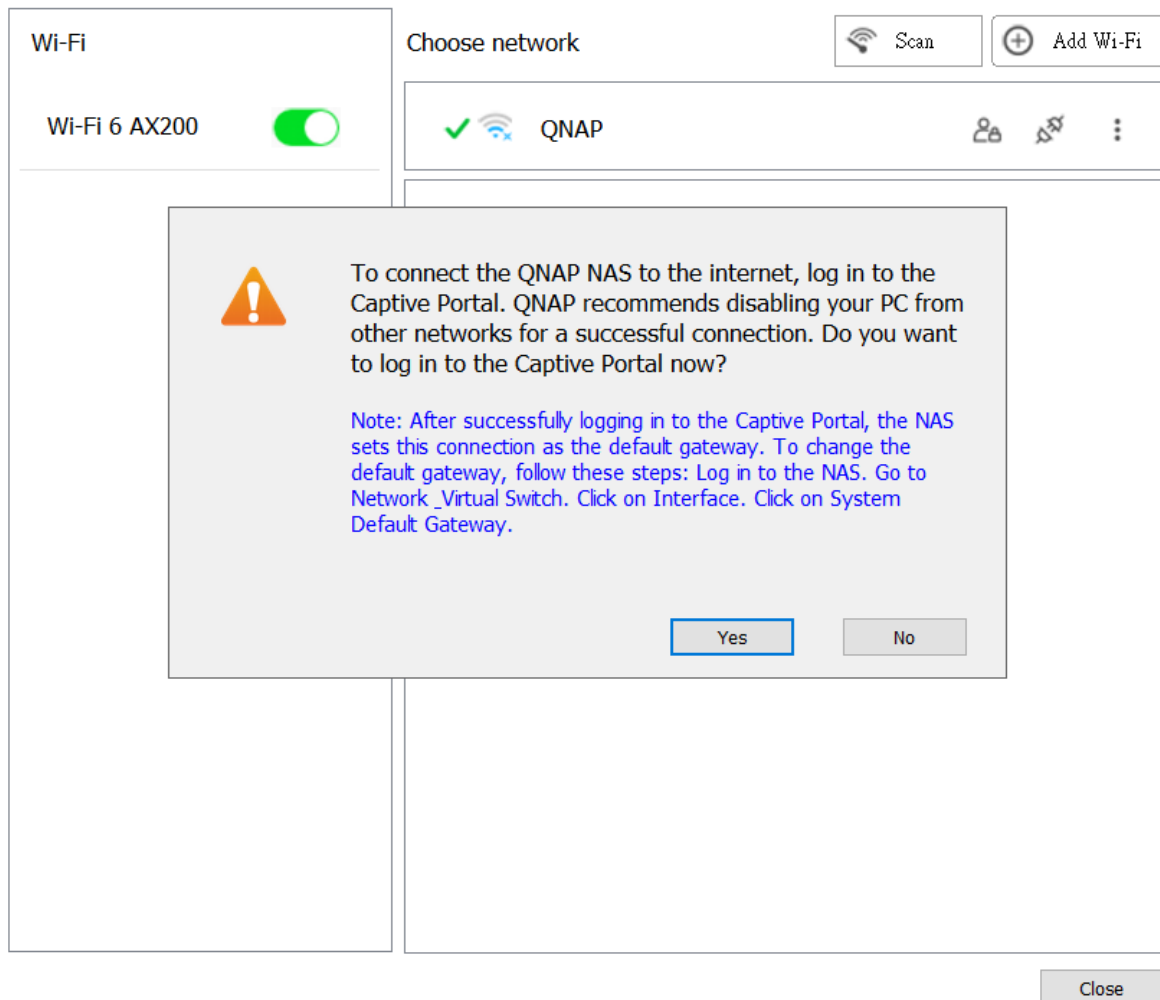 Wi-Fi
Choose network
Scan
Add Wi-Fi
Wi-Fi 6 AX200
QNAP
To connect the QNAP NAS to the internet, log in to the
Captive Portal. QNAP recommends disabling your PC from
other networks for a successful connection. Do you want
to log in to the Captive Portal now?
Note: After successfully logging in to the Captive Portal, the NAS
sets this connection as the default gateway. To change the
default gateway, follow these steps: Log in to the NAS. Go to
Network _Virtual Switch. Click on Interface. Click on System
Default Gateway.
Yes
No
Close